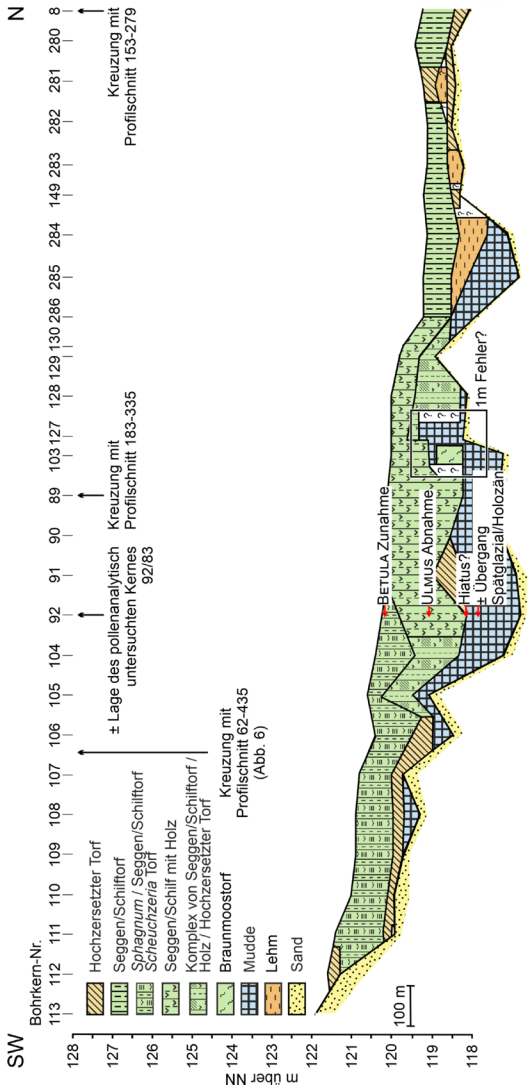 SW
N
Bohrkern-Nr.
113 112 111 110 109 108 107 106 105 104 92 91 90 89 103 127 128 129 130 286 285 284 149 283 282 281 280 8
Kreuzung mit
Profilschnitt 62-435
(Abb. 6)
± Lage des pollenanalytisch
untersuchten Kernes
92/83
Kreuzung mit
Profilschnitt 183-335
Kreuzung mit
Profilschnitt 153-279
Hochzersetzter Torf
Seggen/Schilftorf
Sphagnum / Seggen/Schilftorf
Scheuchzeria Torf
Seggen/Schilf mit Holz
Komplex von Seggen/Schilftorf /
Holz / Hochzersetzter Torf
Braunmoostorf
Mudde
Lehm
Sand
BETULA Zunahme
ULMUS Abnahme
Hiatus?
± Übergang
Spätglazial/Holozän
? ? ? ? ?
1m Fehler?
? ?
?
100 m
m über NN
128
127
126
125
124
123
122
121
120
119
118